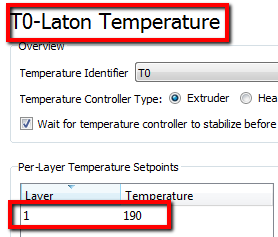 T0-Laton Temperature
Overview
Temperature Identifier T0
Temperature Controller Type: Extruder Hea
Wait for temperature controller to stabilize before
Per-Layer Temperature Setpoints
Layer Temperature
1 190